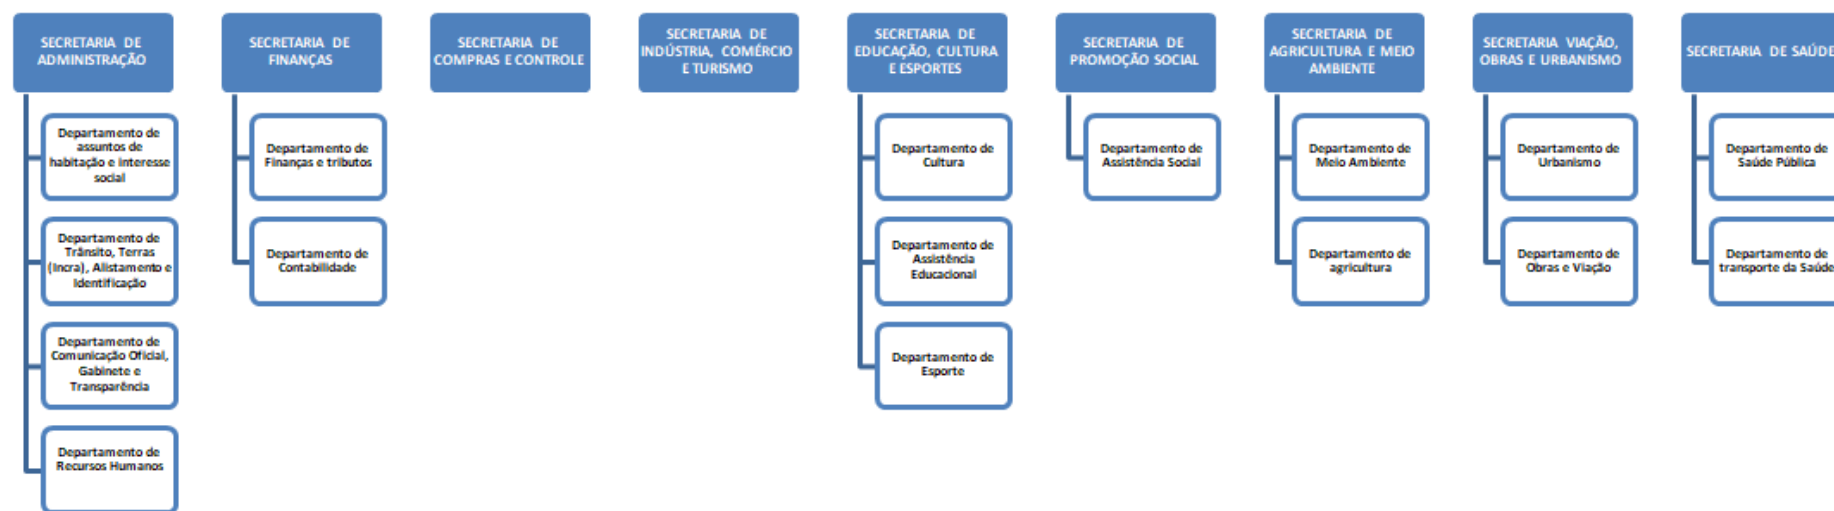 SECRETARIA DE
ADMINISTRAÇÃO
Departamento de
assuntos de
habitação e interesse
social
Departamento de
Trânsito, Terras
(Incra), Alistamento e
Identificação
Departamento de
Comunicação Oficial,
Gabinete e
Transparência
Departamento de
Recursos Humanos
SECRETARIA DE
FINANÇAS
Departamento de
Finanças e tributos
Departamento de
Contabilidade
SECRETARIA DE
COMPRAS E CONTROLE
SECRETARIA DE
INDÚSTRIA, COMÉRCIO
E TURISMO
SECRETARIA DE
EDUCAÇÃO, CULTURA
E ESPORTES
Departamento de
Cultura
Departamento de
Assistência
Educacional
Departamento de
Esporte
SECRETARIA DE
PROMOÇÃO SOCIAL
Departamento de
Assistência Social
SECRETARIA DE
AGRICULTURA E MEIO
AMBIENTE
Departamento de
Meio Ambiente
Departamento de
agricultura
SECRETARIA VIAÇÃO,
OBRAS E URBANISMO
Departamento de
Urbanismo
Departamento de
Obras e Viação
SECRETARIA DE SAÚDE
Departamento de
Saúde Pública
Departamento de
transporte da Saúde